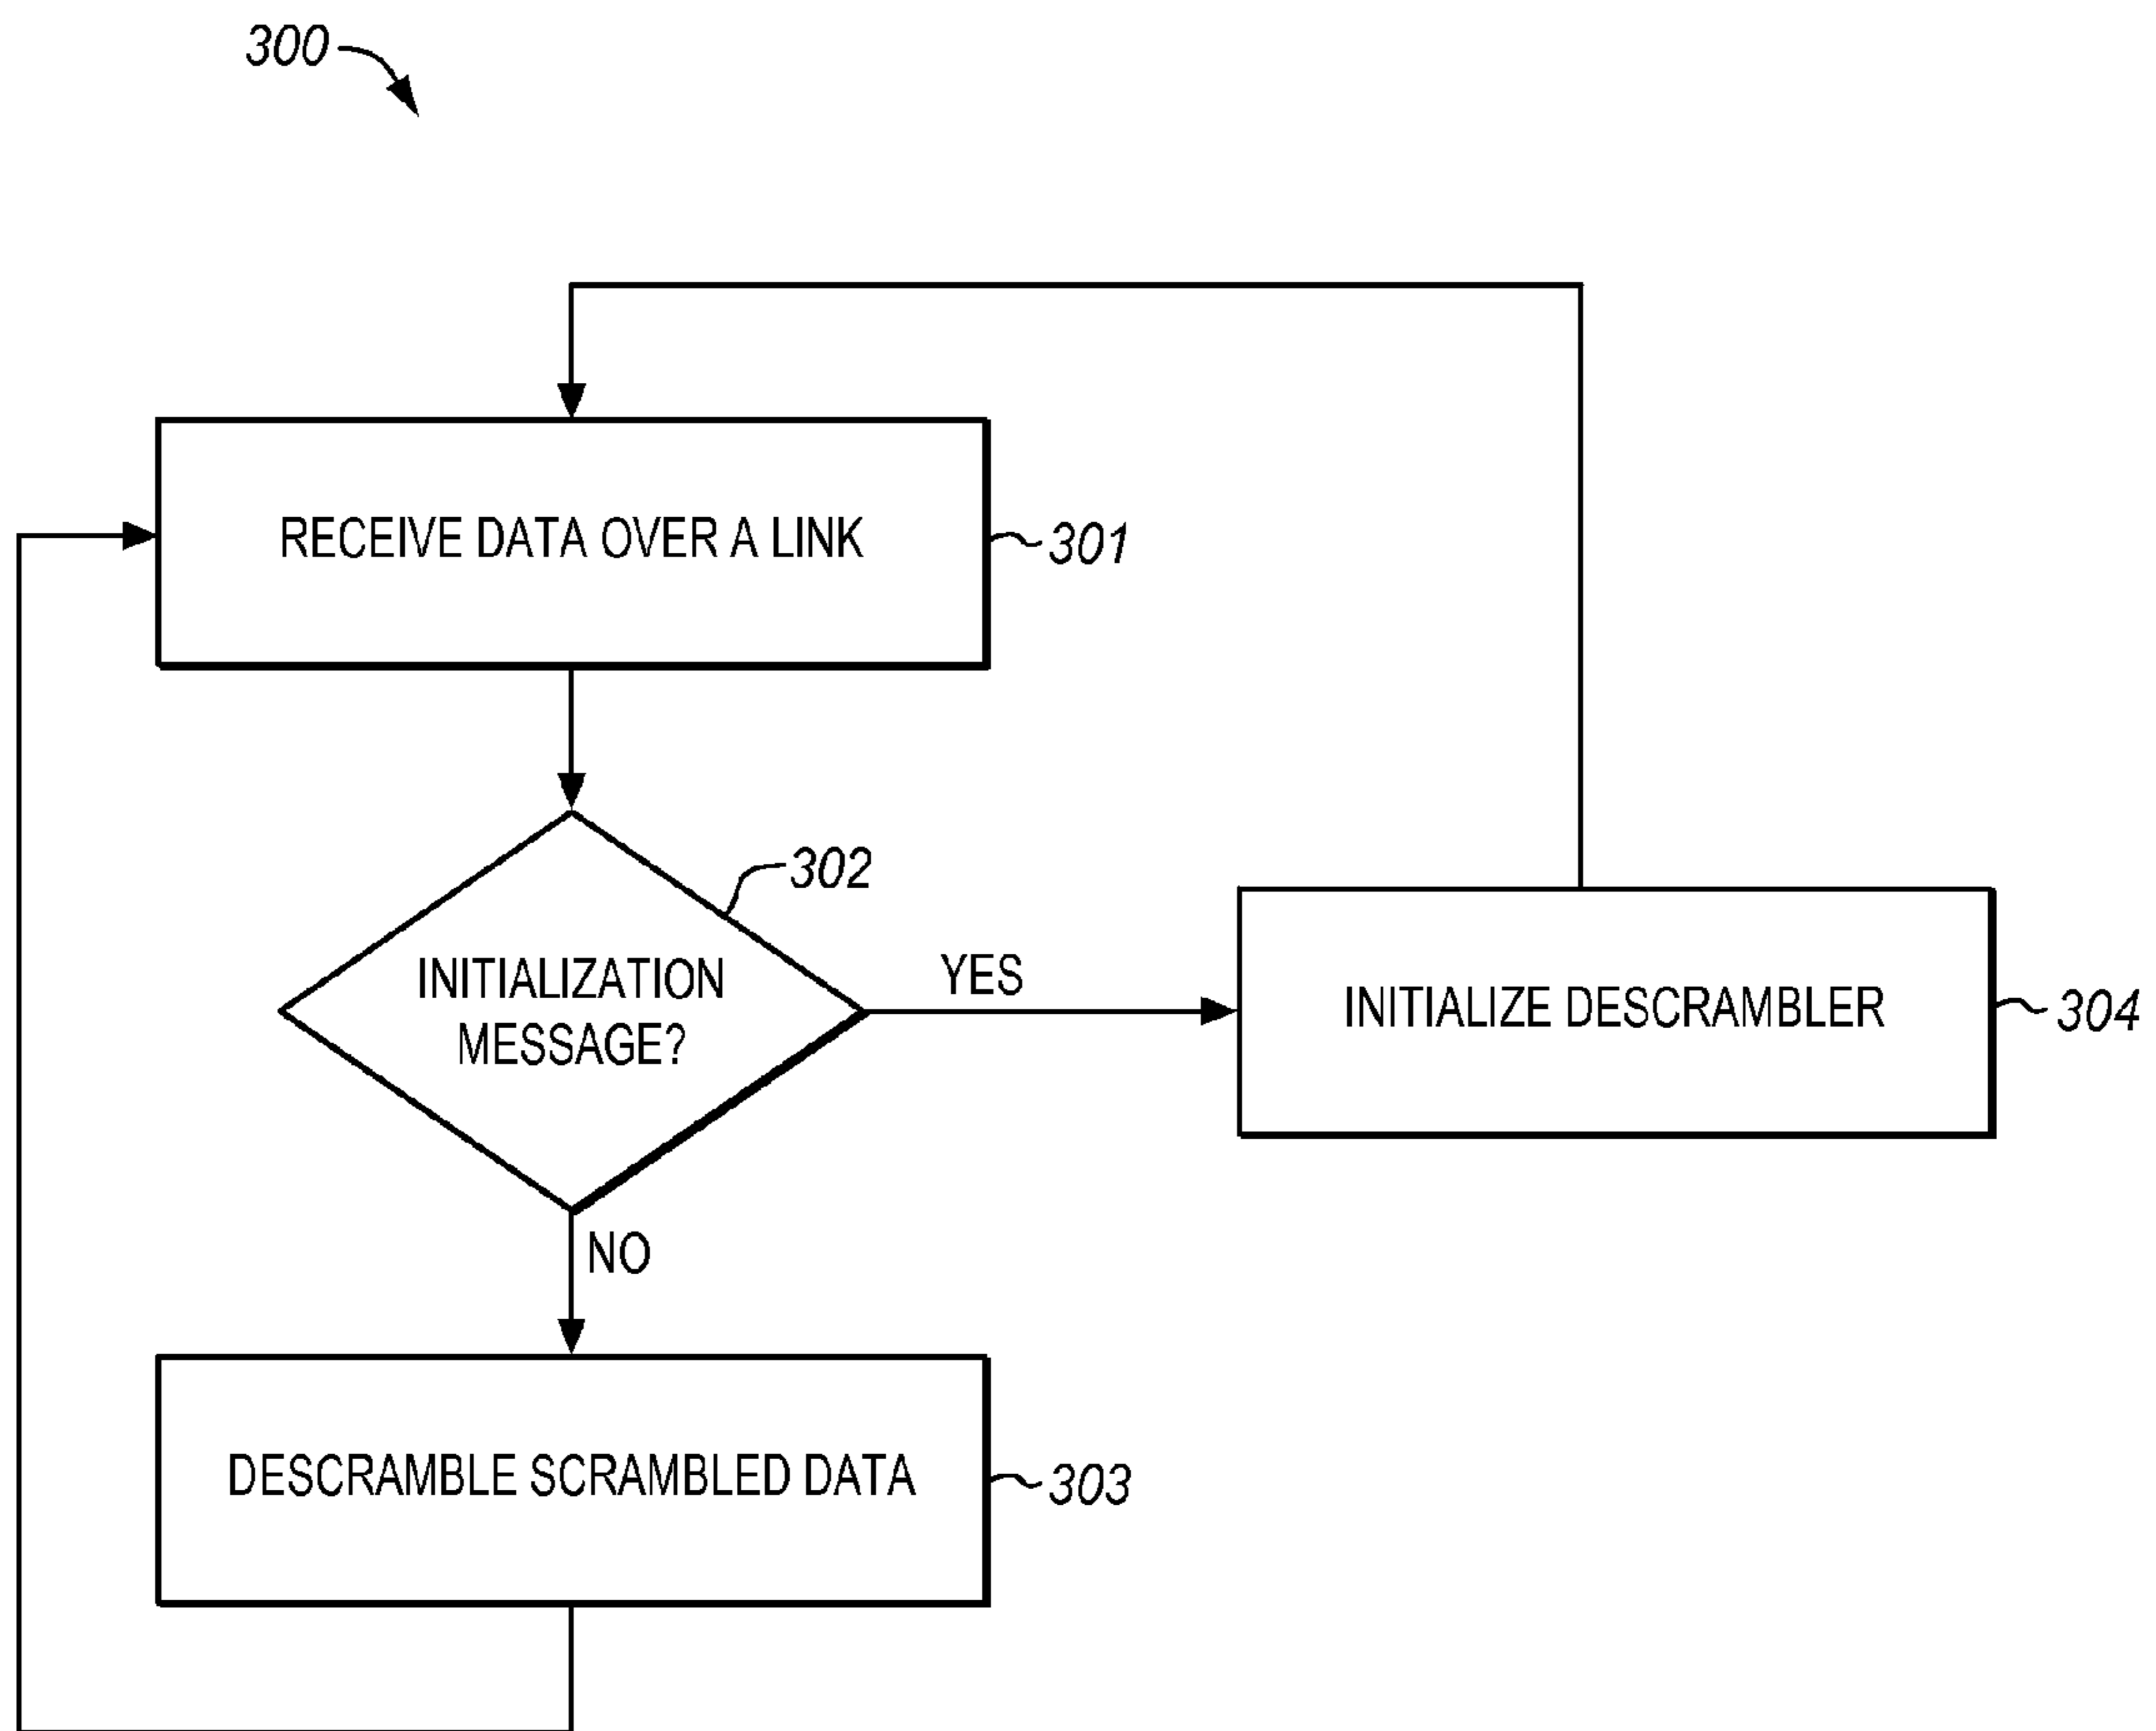 300
RECEIVE DATA OVER A LINK
301
302
INITIALIZATION
MESSAGE?
YES
INITIALIZE DESCRAMBLER
304
NO
DESCRAMBLE SCRAMBLED DATA
303